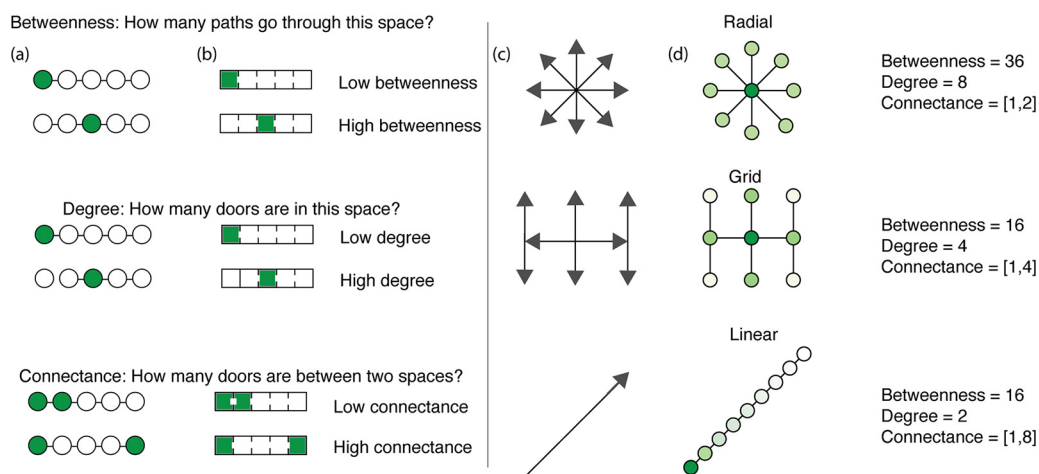 Betweenness: How many paths go through this space?
(a)
(b)
Low betweenness
High betweenness
Degree: How many doors are in this space?
Low degree
High degree
Connectance: How many doors are between two spaces?
Low connectance
High connectance
(c)
(d)
Radial
Betweenness = 36
Degree = 8
Connectance = [1,2]
Grid
Betweenness = 16
Degree = 4
Connectance = [1,4]
Linear
Betweenness = 16
Degree = 2
Connectance = [1,8]